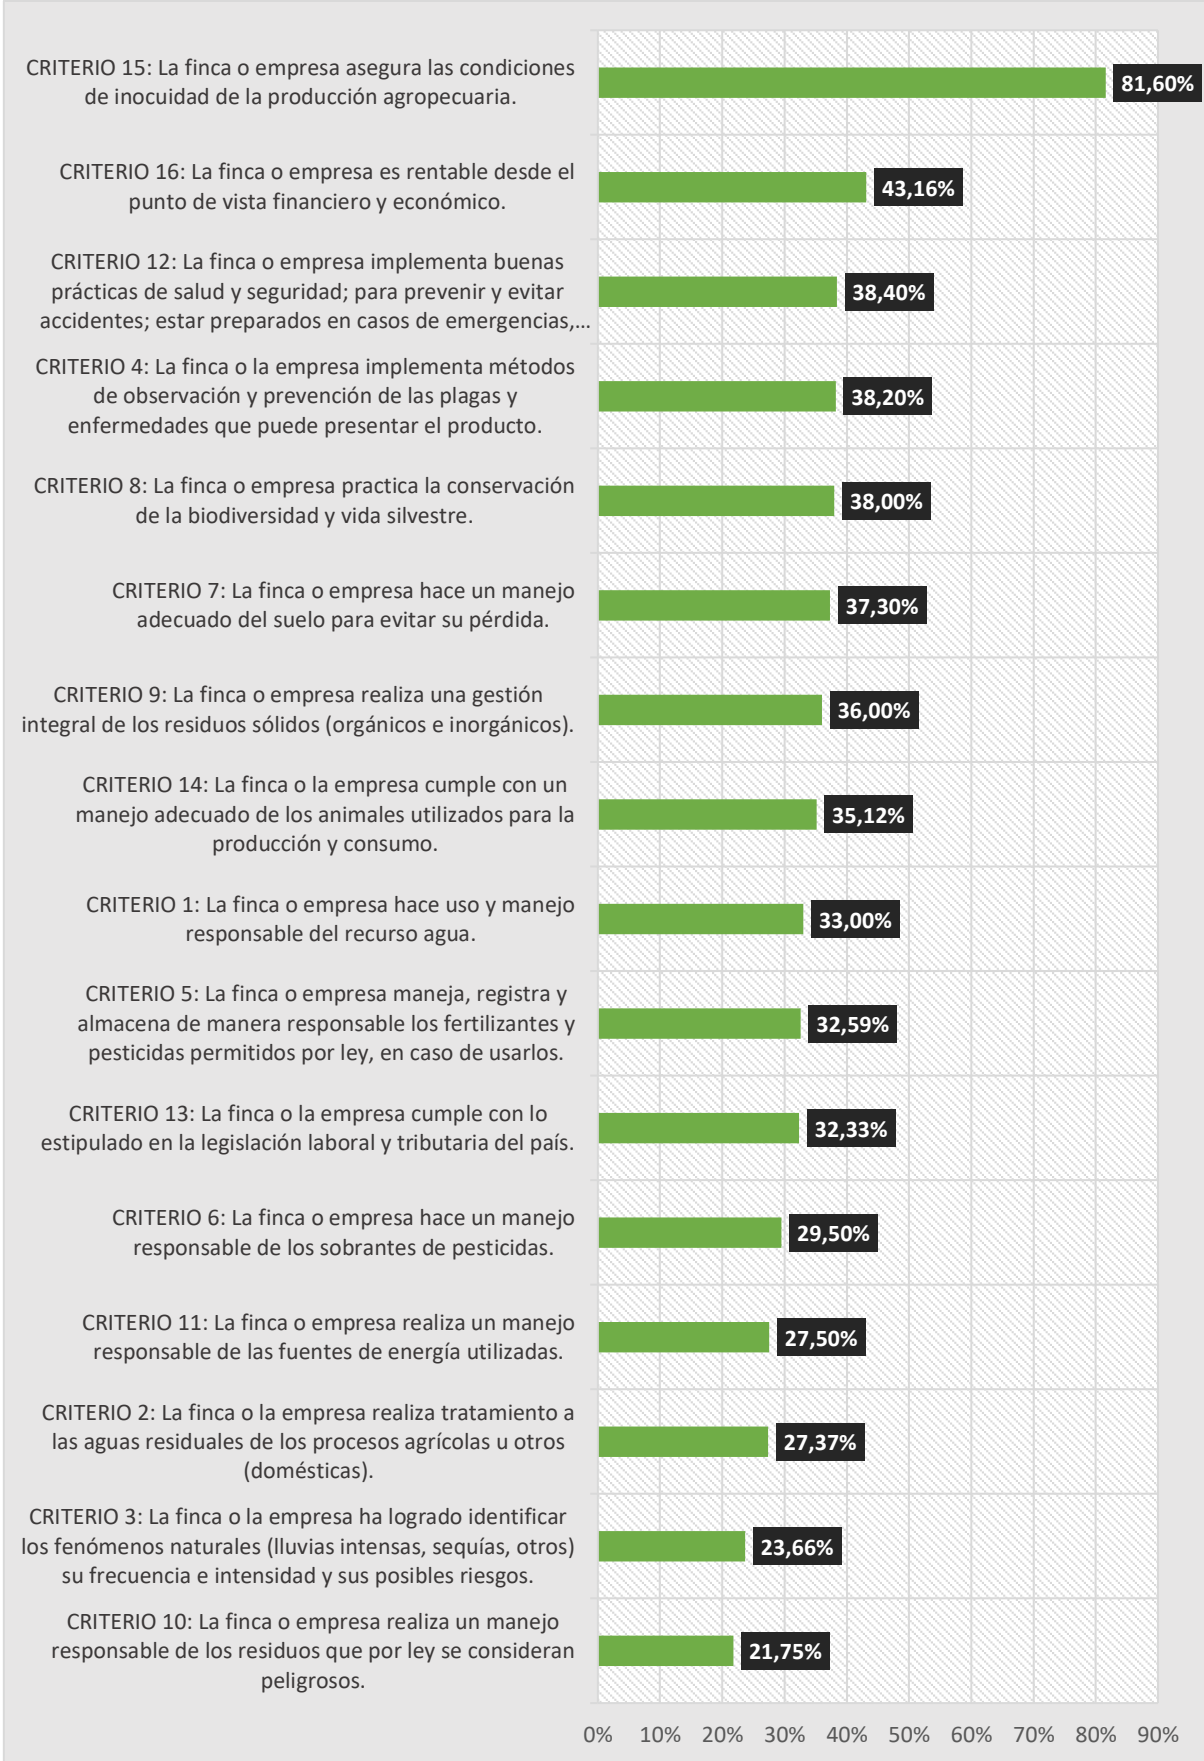 CRITERIO 15: La finca o empresa asegura las condiciones
de inocuidad de la producción agropecuaria.
81,60%
CRITERIO 16: La finca o empresa es rentable desde el
punto de vista financiero y económico.
43,16%
CRITERIO 12: La finca o empresa implementa buenas
prácticas de salud y seguridad; para prevenir y evitar
accidentes; estar preparados en casos de emergencias,...
38,40%
CRITERIO 4: La finca o la empresa implementa métodos
de observación y prevención de las plagas y
enfermedades que puede presentar el producto.
38,20%
CRITERIO 8: La finca o empresa practica la conservación
de la biodiversidad y vida silvestre.
38,00%
CRITERIO 7: La finca o empresa hace un manejo
adecuado del suelo para evitar su pérdida.
37,30%
CRITERIO 9: La finca o empresa realiza una gestión
integral de los residuos sólidos (orgánicos e inorgánicos).
36,00%
CRITERIO 14: La finca o la empresa cumple con un
manejo adecuado de los animales utilizados para la
producción y consumo.
35,12%
CRITERIO 1: La finca o empresa hace uso y manejo
responsable del recurso agua.
33,00%
CRITERIO 5: La finca o empresa maneja, registra y
almacena de manera responsable los fertilizantes y
pesticidas permitidos por ley, en caso de usarlos.
32,59%
CRITERIO 13: La finca o la empresa cumple con lo
estipulado en la legislación laboral y tributaria del país.
32,33%
CRITERIO 6: La finca o empresa hace un manejo
responsable de los sobrantes de pesticidas.
29,50%
CRITERIO 11: La finca o empresa realiza un manejo
responsable de las fuentes de energía utilizadas.
27,50%
CRITERIO 2: La finca o la empresa realiza tratamiento a
las aguas residuales de los procesos agrícolas u otros
(domésticas).
27,37%
CRITERIO 3: La finca o la empresa ha logrado identificar
los fenómenos naturales (lluvias intensas, sequías, otros)
su frecuencia e intensidad y sus posibles riesgos.
23,66%
CRITERIO 10: La finca o empresa realiza un manejo
responsable de los residuos que por ley se consideran
peligrosos.
21,75%
0% 10% 20% 30% 40% 50% 60% 70% 80% 90%